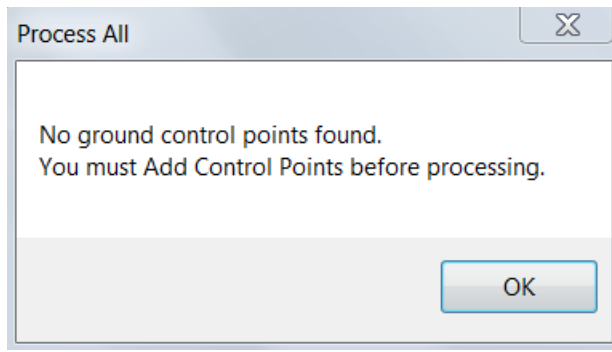 Process All
No ground control points found.
You must Add Control Points before processing.
OK